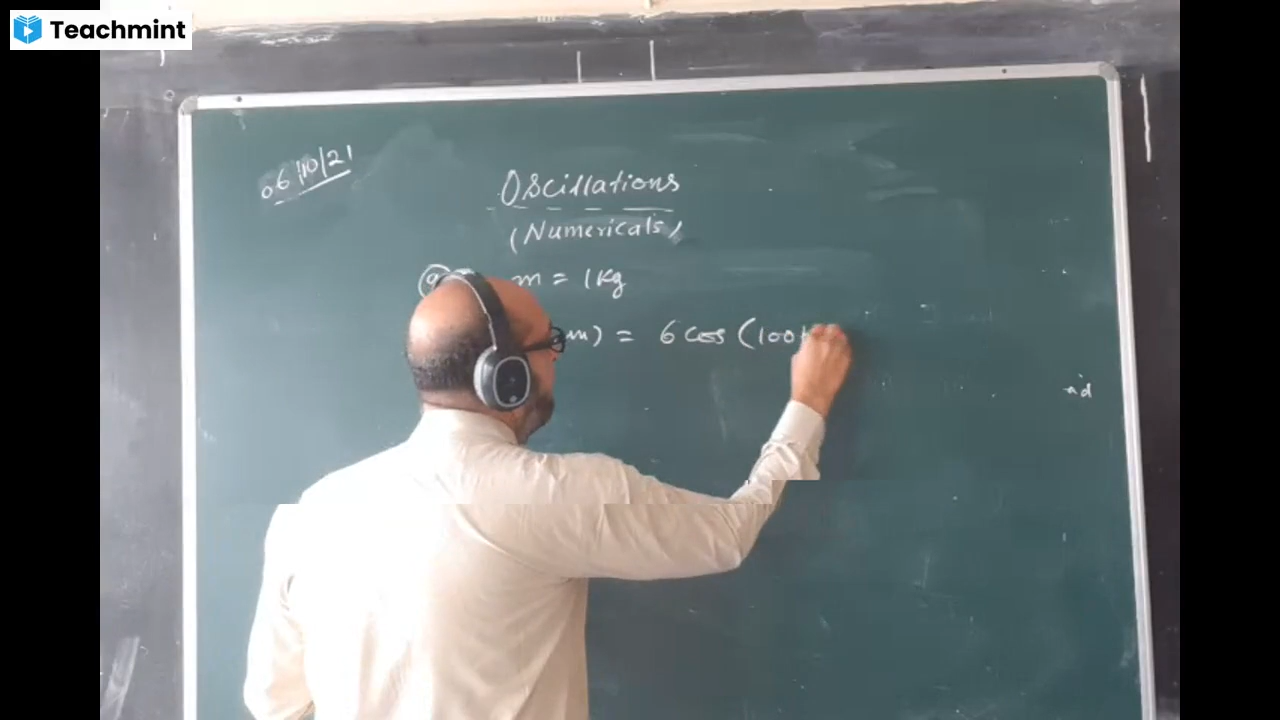 Teachmint
06/10/21
Oscillations
(Numericals)
m = 1 Kg
m) = 6 cos (100t